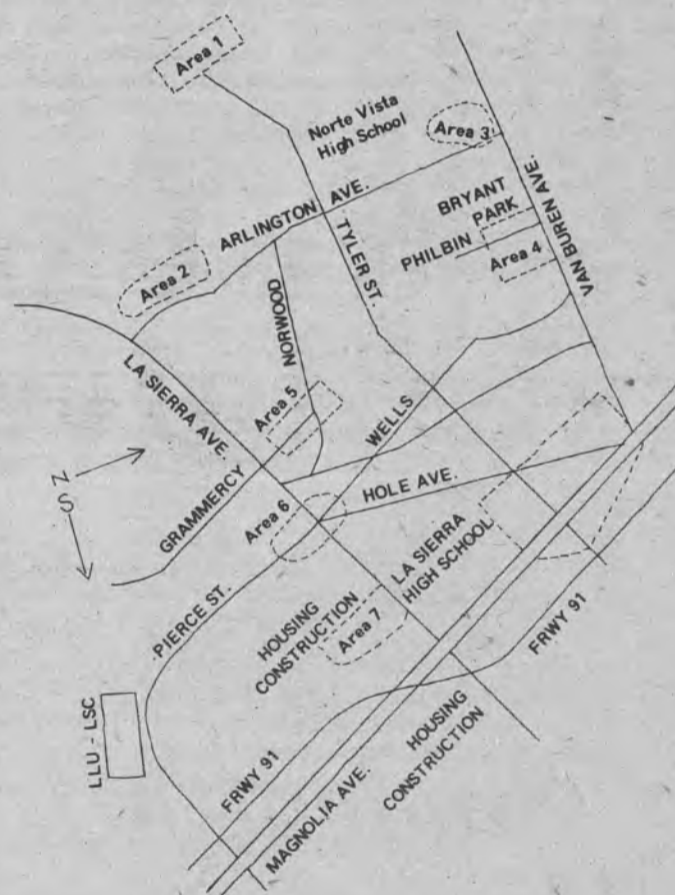 Area 1
Norte Vista
High School
Area 3
ARLINGTON AVE.
TYLER ST.
BRYANT
PARK
PHILBIN
Area 4
VAN BUREN AVE.
Area 2
NORWOOD
LA SIERRA AVE.
Area 5
WELLS
N
S
GRAMMERCY
HOLE AVE.
Area 6
PIERCE ST.
LA SIERRA
HIGH SCHOOL
HOUSING
CONSTRUCTION
Area 7
FRWY 91
LLU - LSC
FRWY 91
HOUSING
CONSTRUCTION
MAGNOLIA AVE.